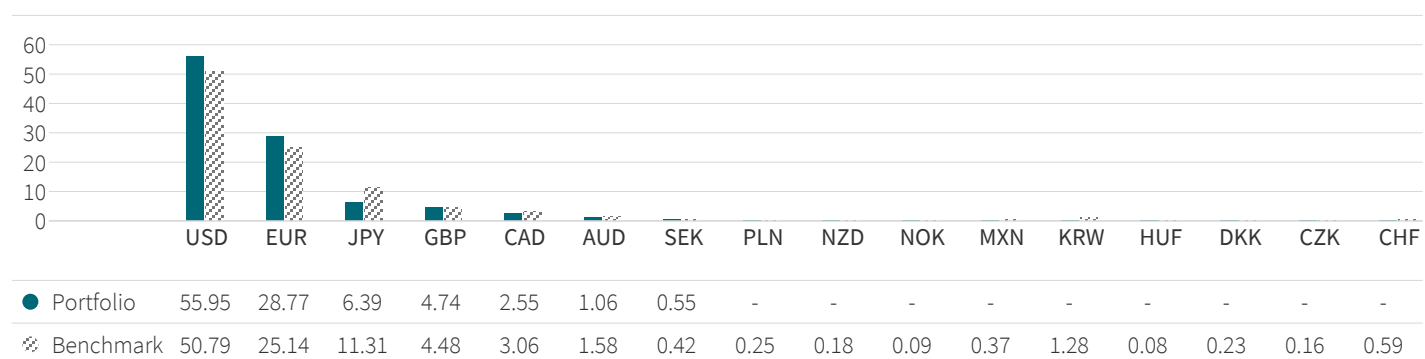 60
50
40
30
20
10
0
USD EUR JPY GBP CAD AUD SEK PLN NZD NOK MXN KRW HUF DKK CZK CHF
Portfolio 55.95 28.77 6.39 4.74 2.55 1.06 0.55 - - - - - - - - -
Benchmark 50.79 25.14 11.31 4.48 3.06 1.58 0.42 0.25 0.18 0.09 0.37 1.28 0.08 0.23 0.16 0.59